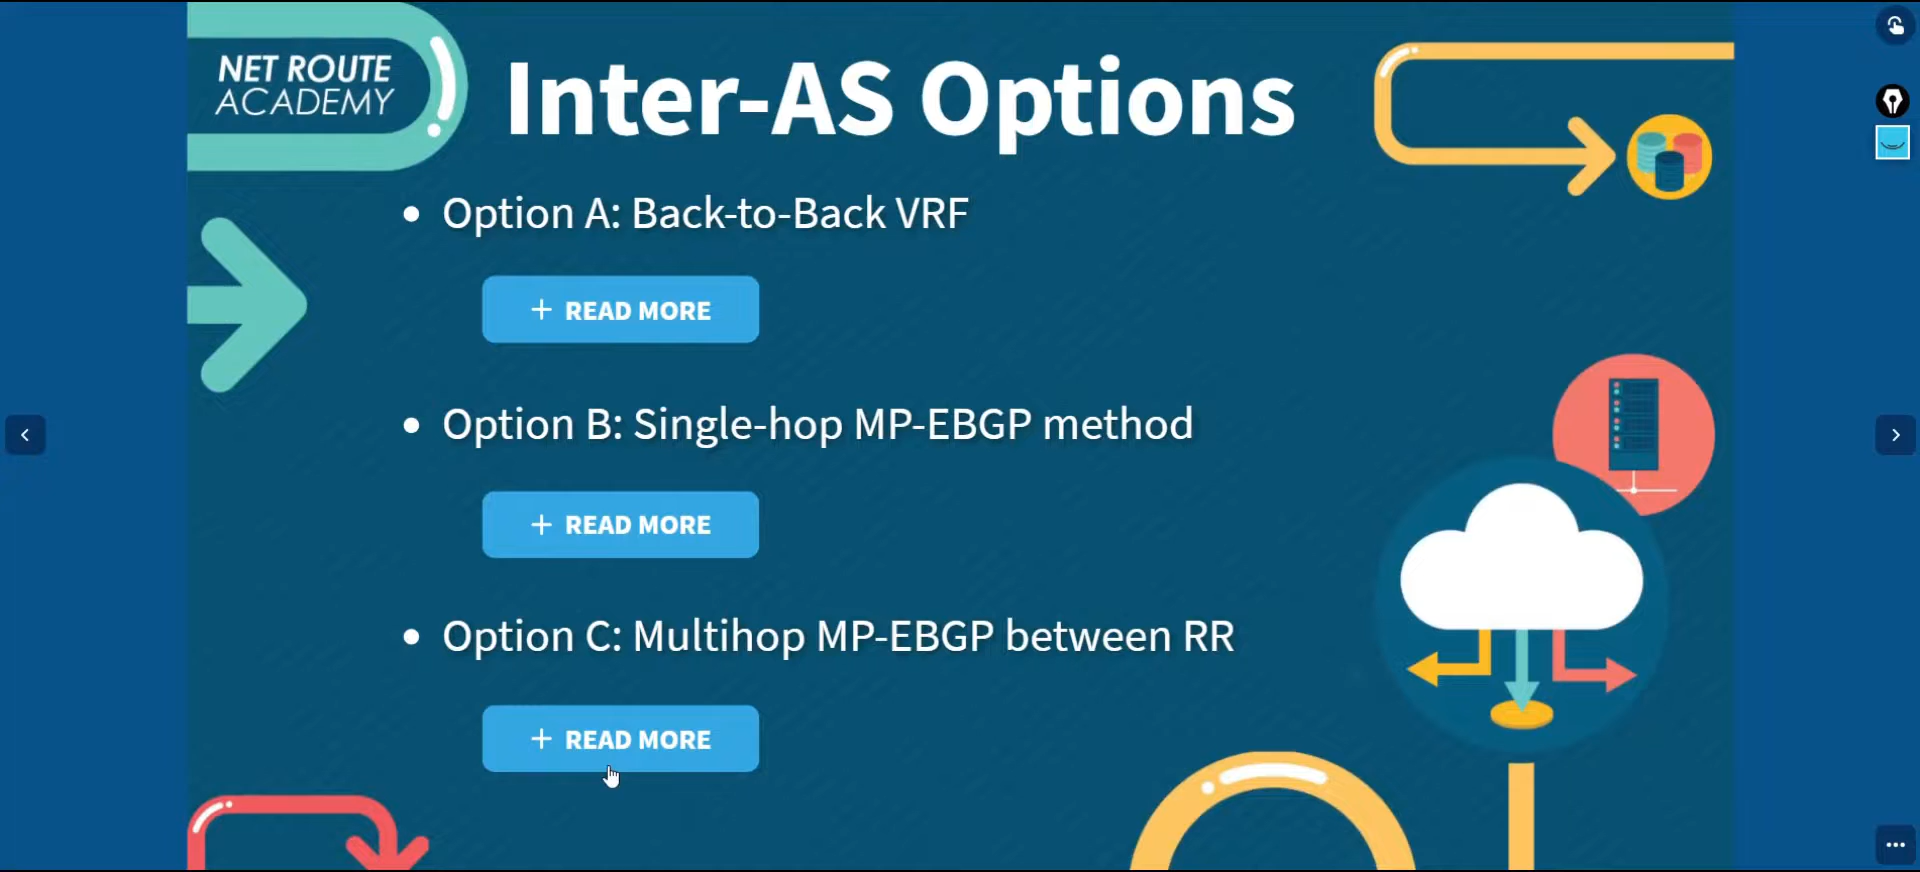 NET ROUTE
ACADEMY
Inter-AS Options
• Option A: Back-to-Back VRF
+ READ MORE
• Option B: Single-hop MP-EBGP method
+ READ MORE
• Option C: Multihop MP-EBGP between RR
+ READ MORE